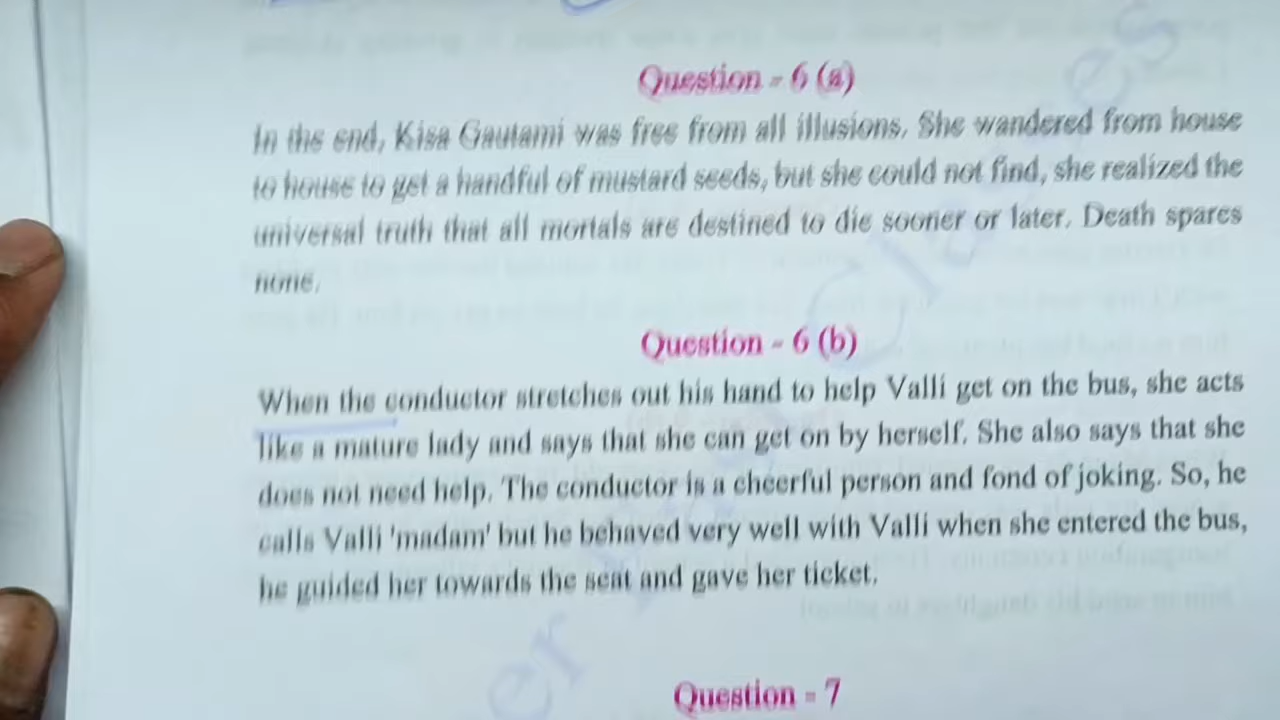 Question - 6 (a)
In the end, Kisa Gautami was free from all illusions. She wandered from house
to house to get a handful of mustard seeds, but she could not find, she realized the
universal truth that all mortals are destined to die sooner or later. Death spares
none.
Question - 6 (b)
When the conductor stretches out his hand to help Valli get on the bus, she acts
like a mature lady and says that she can get on by herself. She also says that she
does not need help. The conductor is a cheerful person and fond of joking. So, he
calls Valli 'madam' but he behaved very well with Valli when she entered the bus,
he guided her towards the seat and gave her ticket.
Question - 7